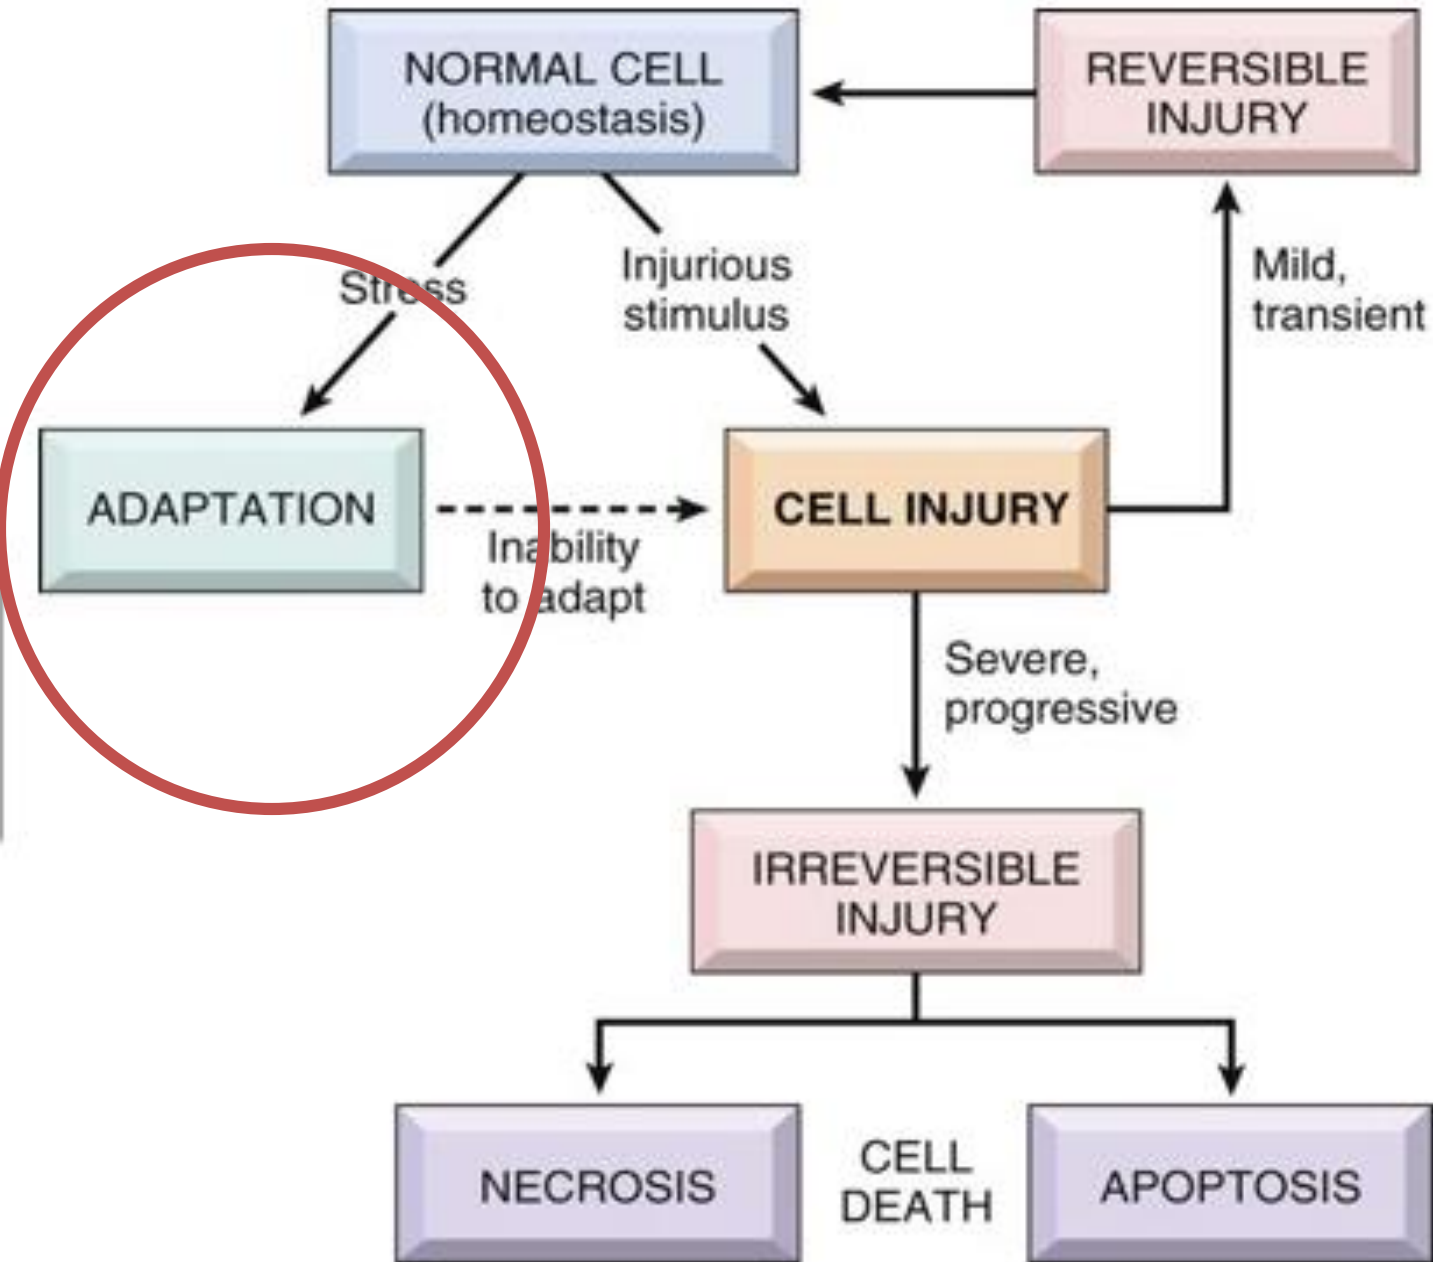 NORMAL CELL
(homeostasis)
REVERSIBLE
INJURY
Stress
Injurious
stimulus
Mild,
transient
ADAPTATION
Inability
to adapt
CELL INJURY
Severe,
progressive
IRREVERSIBLE
INJURY
NECROSIS
CELL
DEATH
APOPTOSIS